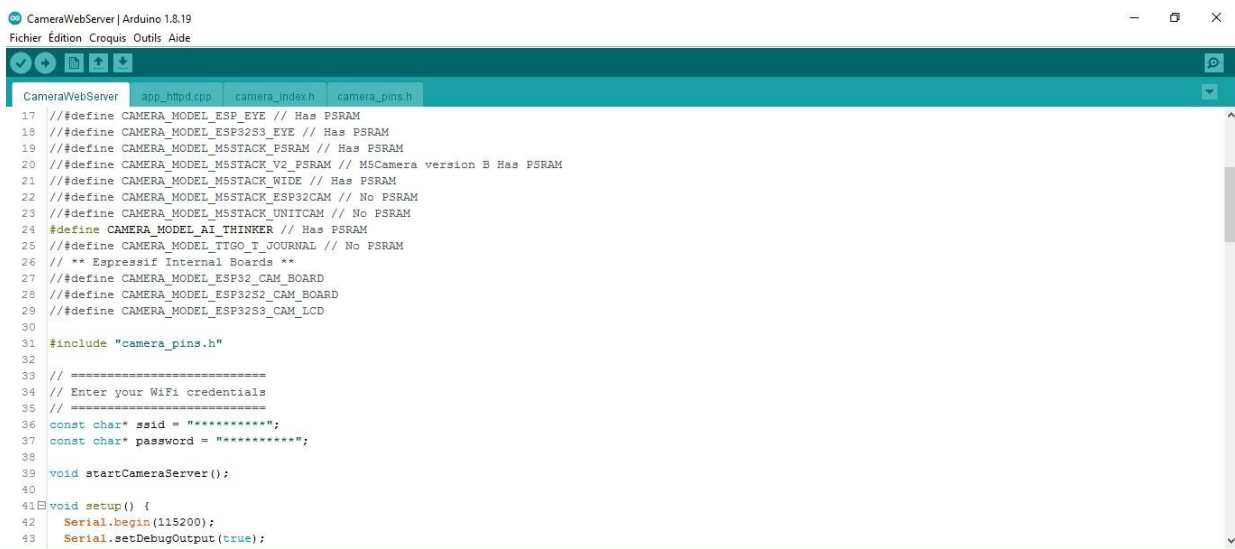 CameraWebServer | Arduino 1.8.19
Fichier Édition Croquis Outils Aide
CameraWebServer app_httpd.cpp camera_index.h camera_pins.h
17 //#define CAMERA_MODEL_ESP_EYE // Has PSRAM
18 //#define CAMERA_MODEL_ESP32S3_EYE // Has PSRAM
19 //#define CAMERA_MODEL_M5STACK_PSRAM // Has PSRAM
20 //#define CAMERA_MODEL_M5STACK_V2_PSRAM // M5Camera version B Has PSRAM
21 //#define CAMERA_MODEL_M5STACK_WIDE // Has PSRAM
22 //#define CAMERA_MODEL_M5STACK_ESP32CAM // No PSRAM
23 //#define CAMERA_MODEL_M5STACK_UNITCAM // No PSRAM
24 #define CAMERA_MODEL_AI_THINKER // Has PSRAM
25 //#define CAMERA_MODEL_TTGO_T_JOURNAL // No PSRAM
26 // ** Espressif Internal Boards **
27 //#define CAMERA_MODEL_ESP32_CAM_BOARD
28 //#define CAMERA_MODEL_ESP32S2_CAM_BOARD
29 //#define CAMERA_MODEL_ESP32S3_CAM_LCD
30
31 #include "camera_pins.h"
32
33 // ===========================
34 // Enter your WiFi credentials
35 // ===========================
36 const char* ssid = "**********";
37 const char* password = "**********";
38
39 void startCameraServer();
40
41 void setup() {
42 Serial.begin(115200);
43 Serial.setDebugOutput(true);